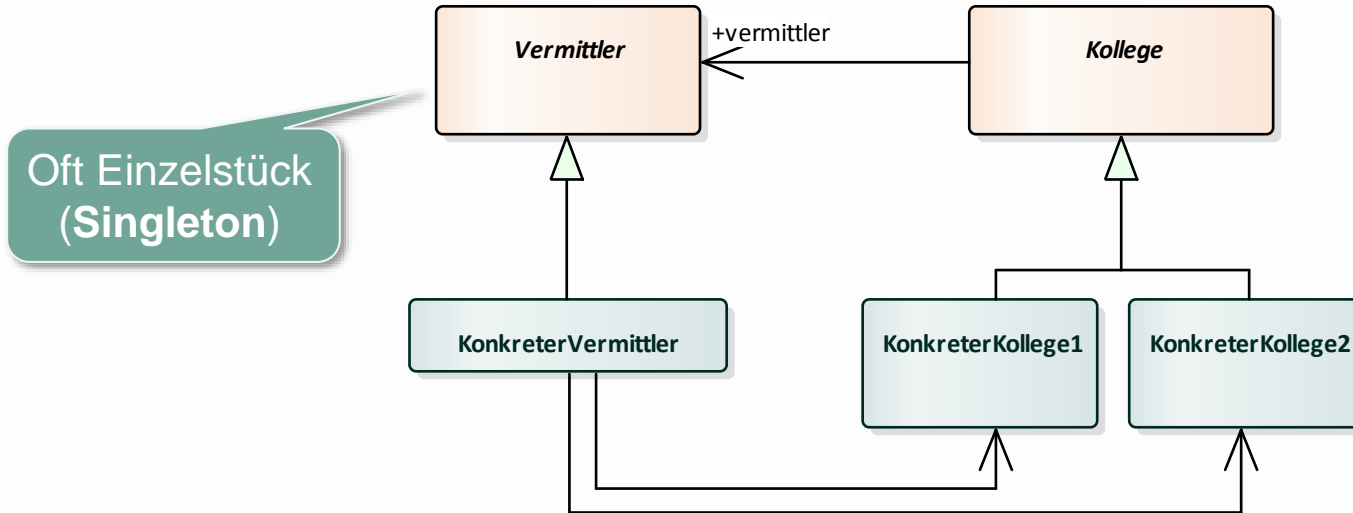 Vermittler
+vermittler
Kollege
Oft Einzelstück
(Singleton)
KonkreterVermittler
KonkreterKollege1
KonkreterKollege2